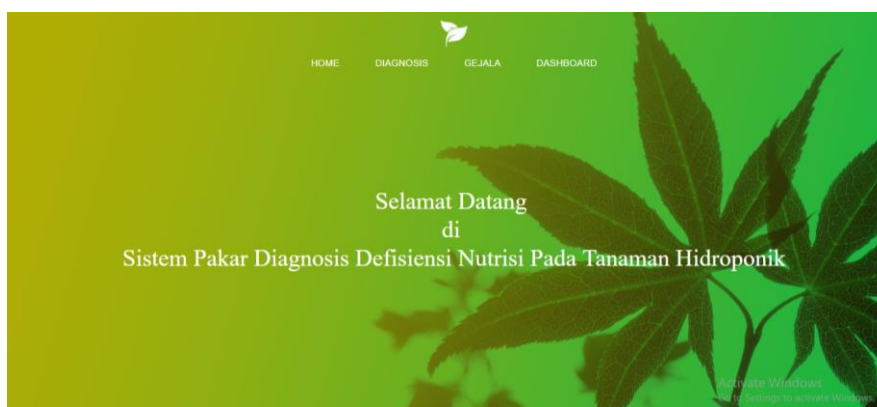 HOME DIAGNOSIS GEJALA DASHBOARD
Selamat Datang
di
Sistem Pakar Diagnosis Defisiensi Nutrisi Pada Tanaman Hidroponik
Activate Windows
Go to Settings to activate Windows.